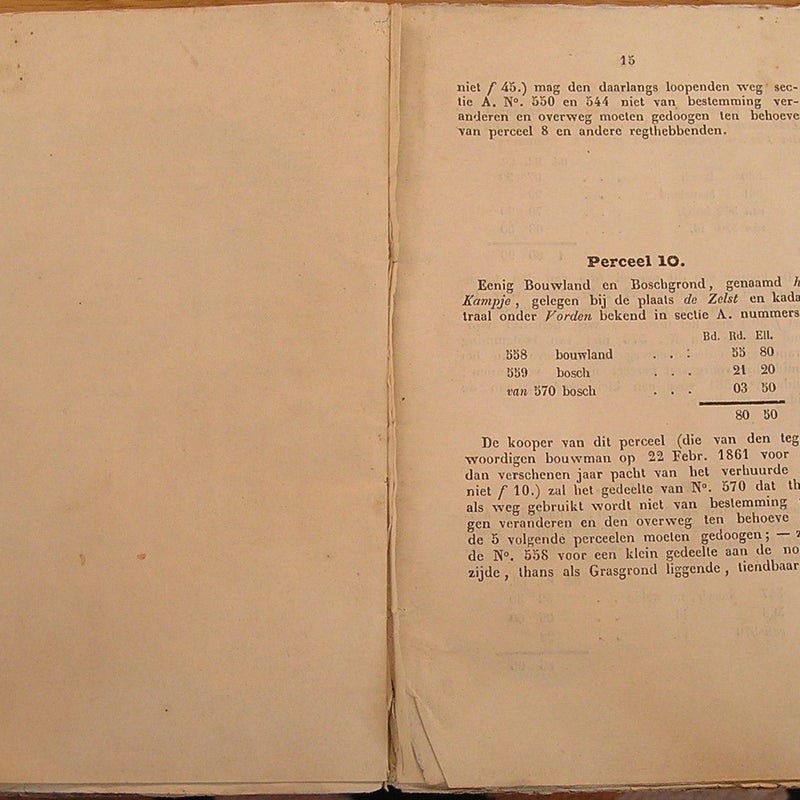 15
niet f 45.) mag den daarlangs loopenden weg sec-
tie A. N°. 550 en 544 niet van bestemming ver-
anderen en overweg moeten gedoogen ten behoeve
van perceel 8 en andere regthebbenden.
Perceel 10.
Eenig Bouwland en Boschgrond, genaamd h
Kampje, gelegen bij de plaats de Zelst en kada
traal onder Vorden bekend in sectie A. nummers
Bd. Rd. Ell.
558 bouwland . . : 55 80
559 bosch . . . 21 20
van 570 bosch . . . 03 50
80 50
De kooper van dit perceel (die van den teg
woordigen bouwman op 22 Febr. 1861 voor
dan verschenen jaar pacht van het verhuurde
niet f 10.) zal het gedeelte van N°. 570 dat th
als weg gebruikt wordt niet van bestemming
gen veranderen en den overweg ten behoeve
de 5 volgende perceelen moeten gedoogen; — z
de N°. 558 voor een klein gedeelte aan de no
zijde, thans als Grasgrond liggende, tiendbaar